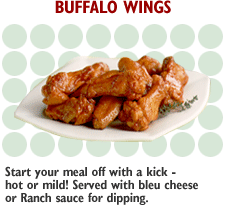 BUFFALO WINGS
Start your meal off with a kick -
hot or mild! Served with bleu cheese
or Ranch sauce for dipping.